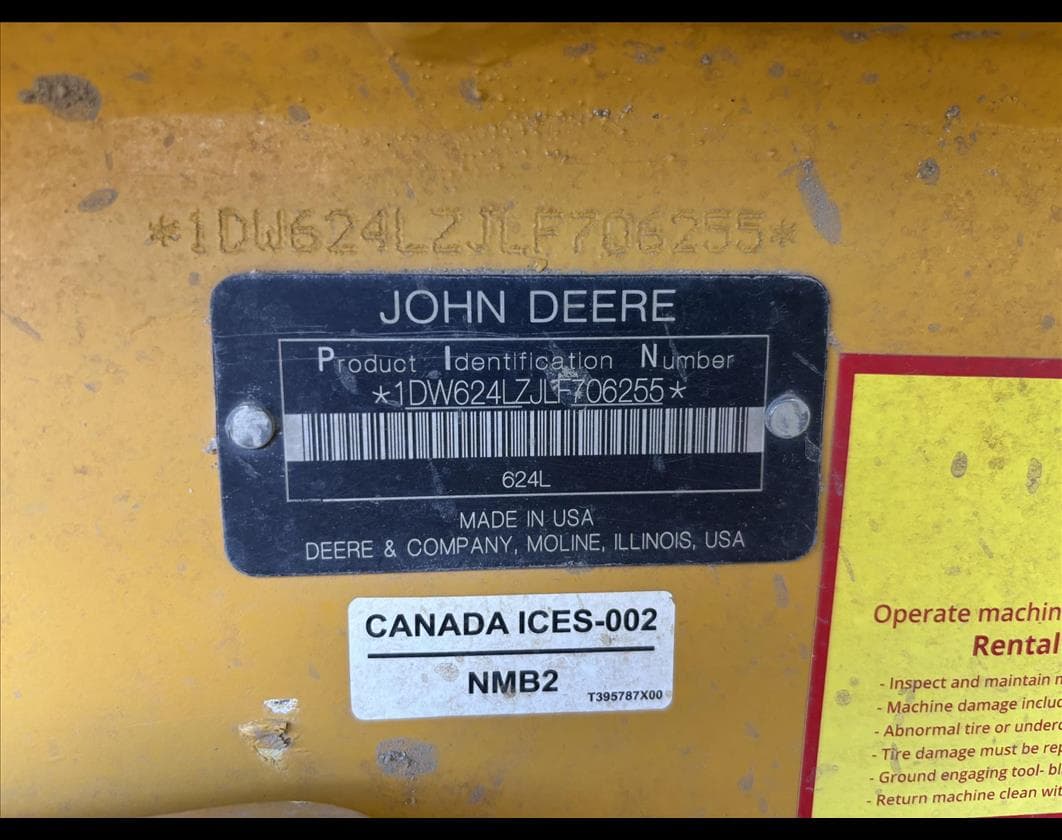 *1DW624LZJLF706255*
JOHN DEERE
Product Identification Number
*1DW624LZJLF706255*
624L
MADE IN USA
DEERE & COMPANY, MOLINE, ILLINOIS, USA
CANADA ICES-002
NMB2
T395787X00
Operate machin
Rental
- Inspect and maintain m
- Machine damage includ
- Abnormal tire or underc
- Tire damage must be rep
- Ground engaging tool- bl
- Return machine clean wit